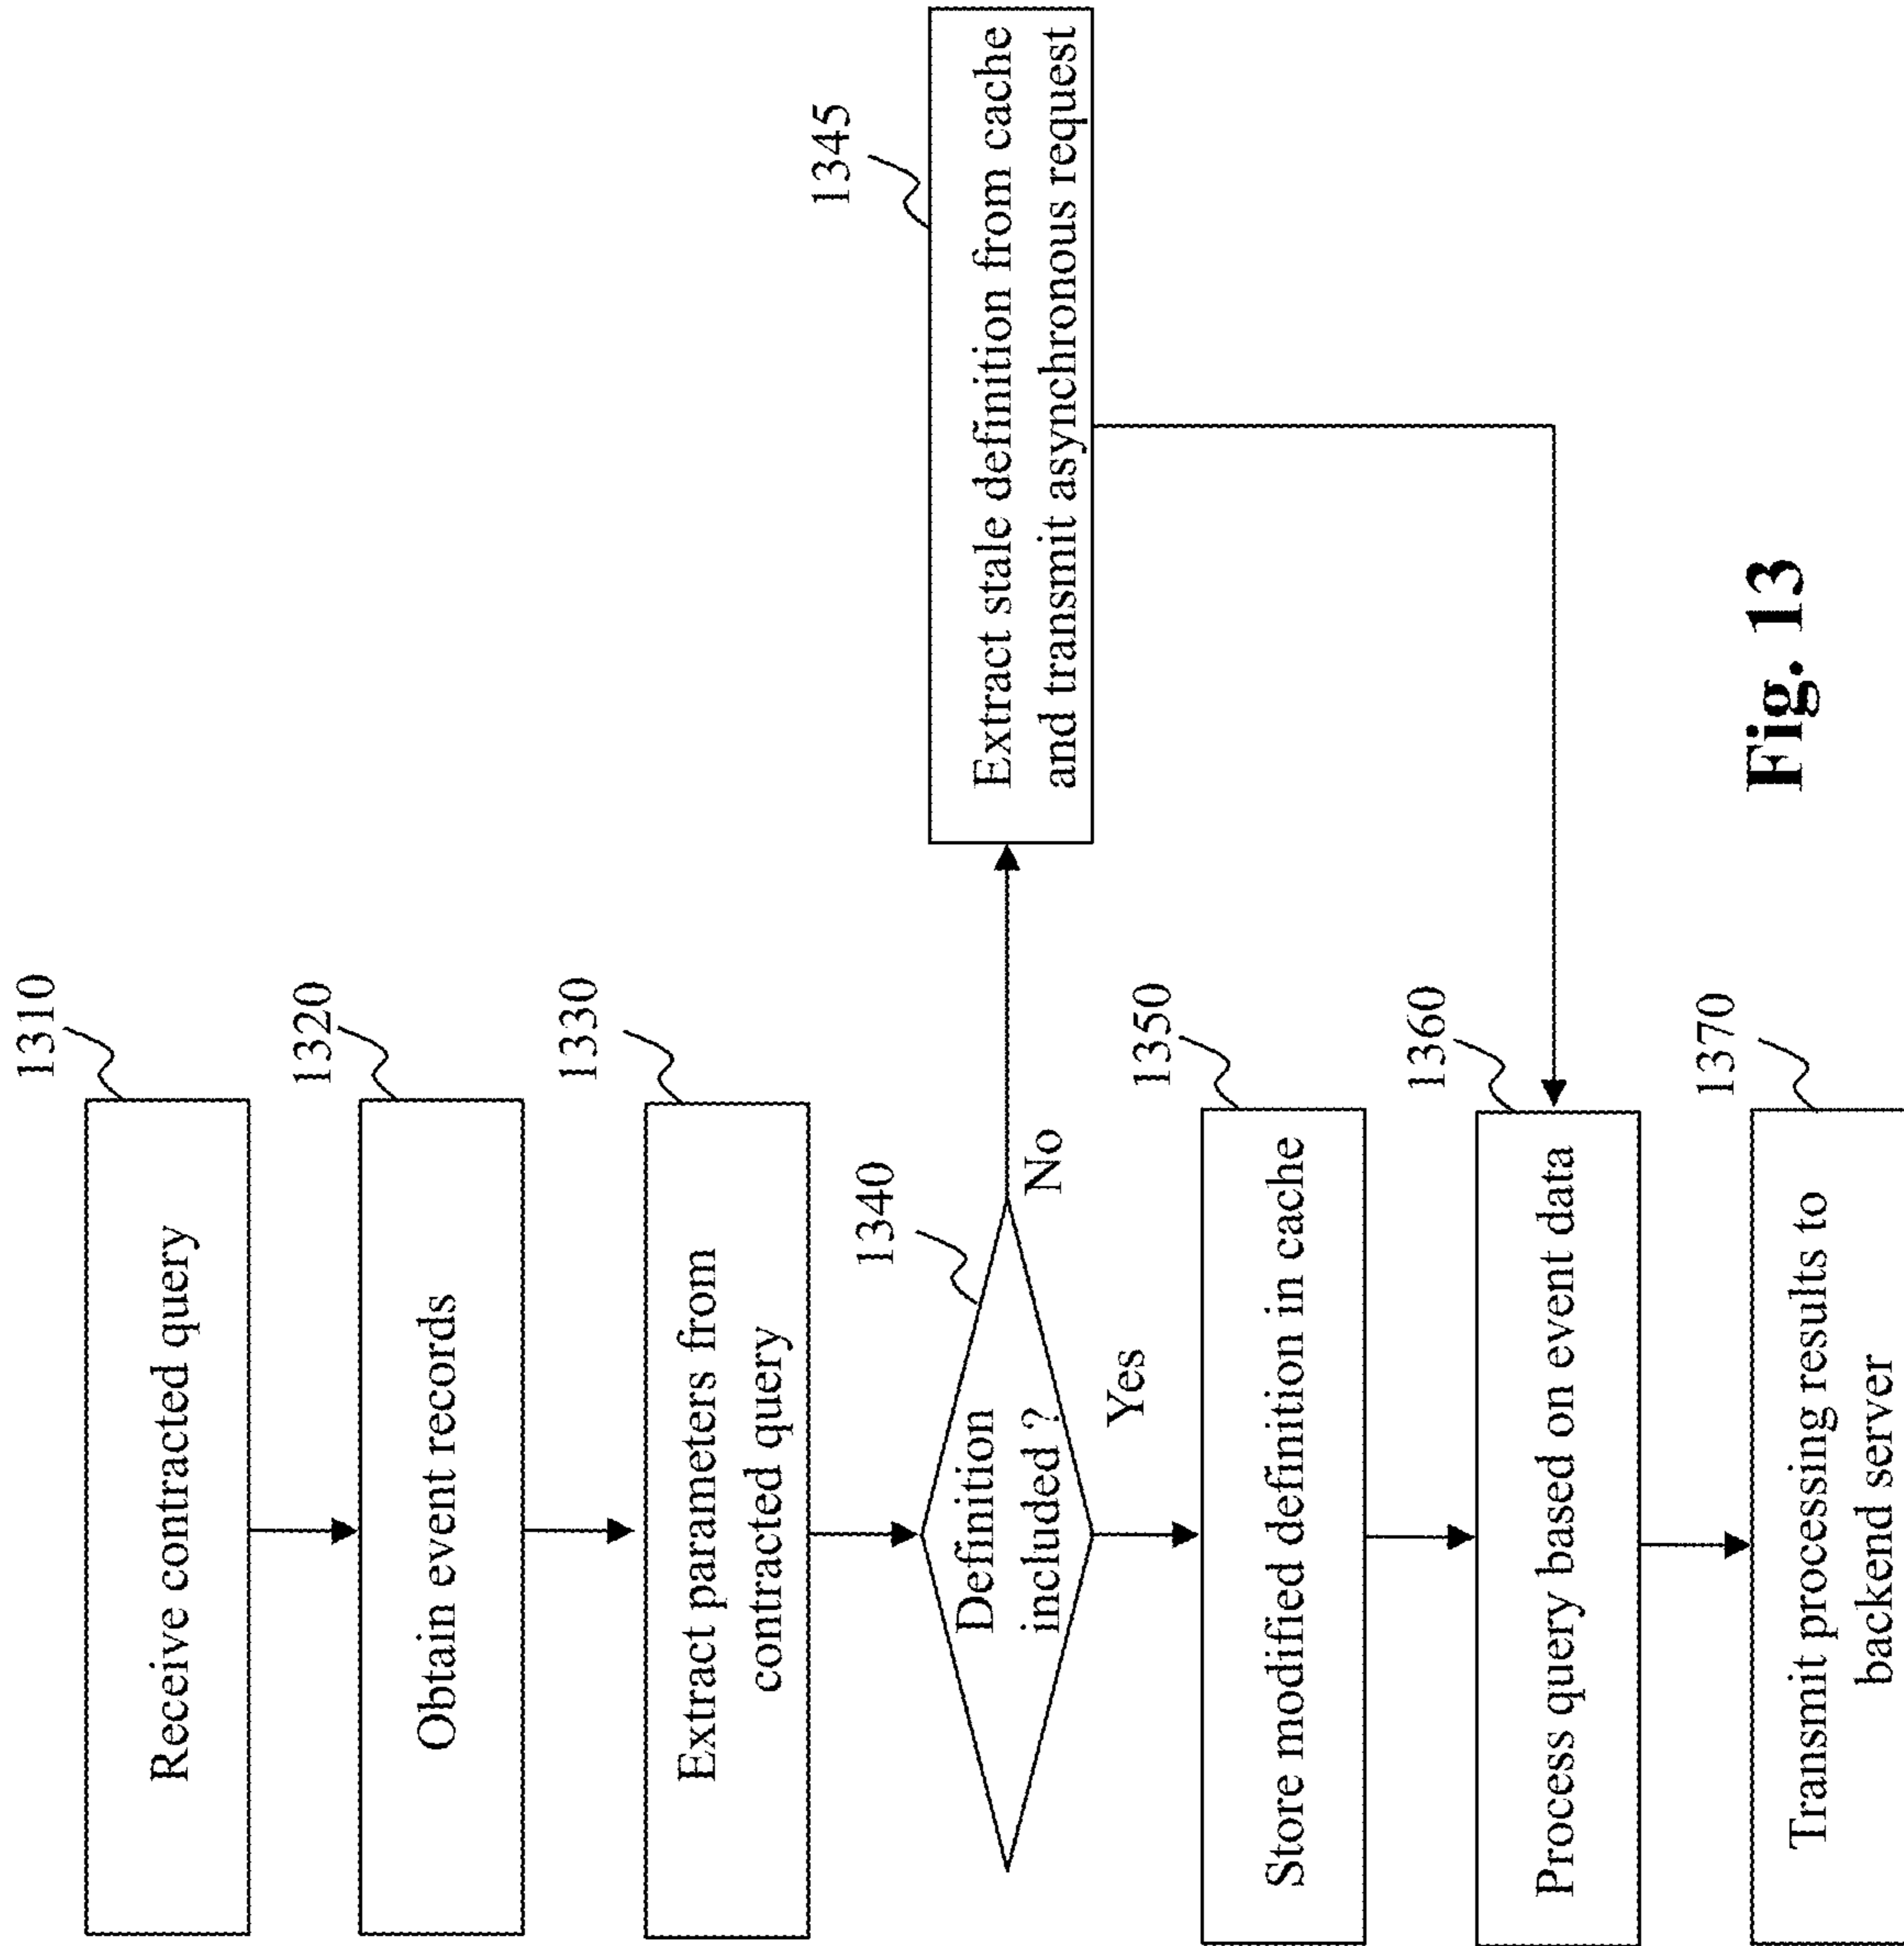 1310
Receive contracted query
1320
Obtain event records
1330
Extract parameters from
contracted query
1340
Definition
included ?
No
Yes
1345
Extract stale definition from cache
and transmit asynchronous request
1350
Store modified definition in cache
1360
Process query based on event data
1370
Transmit processing results to
backend server
Fig. 13